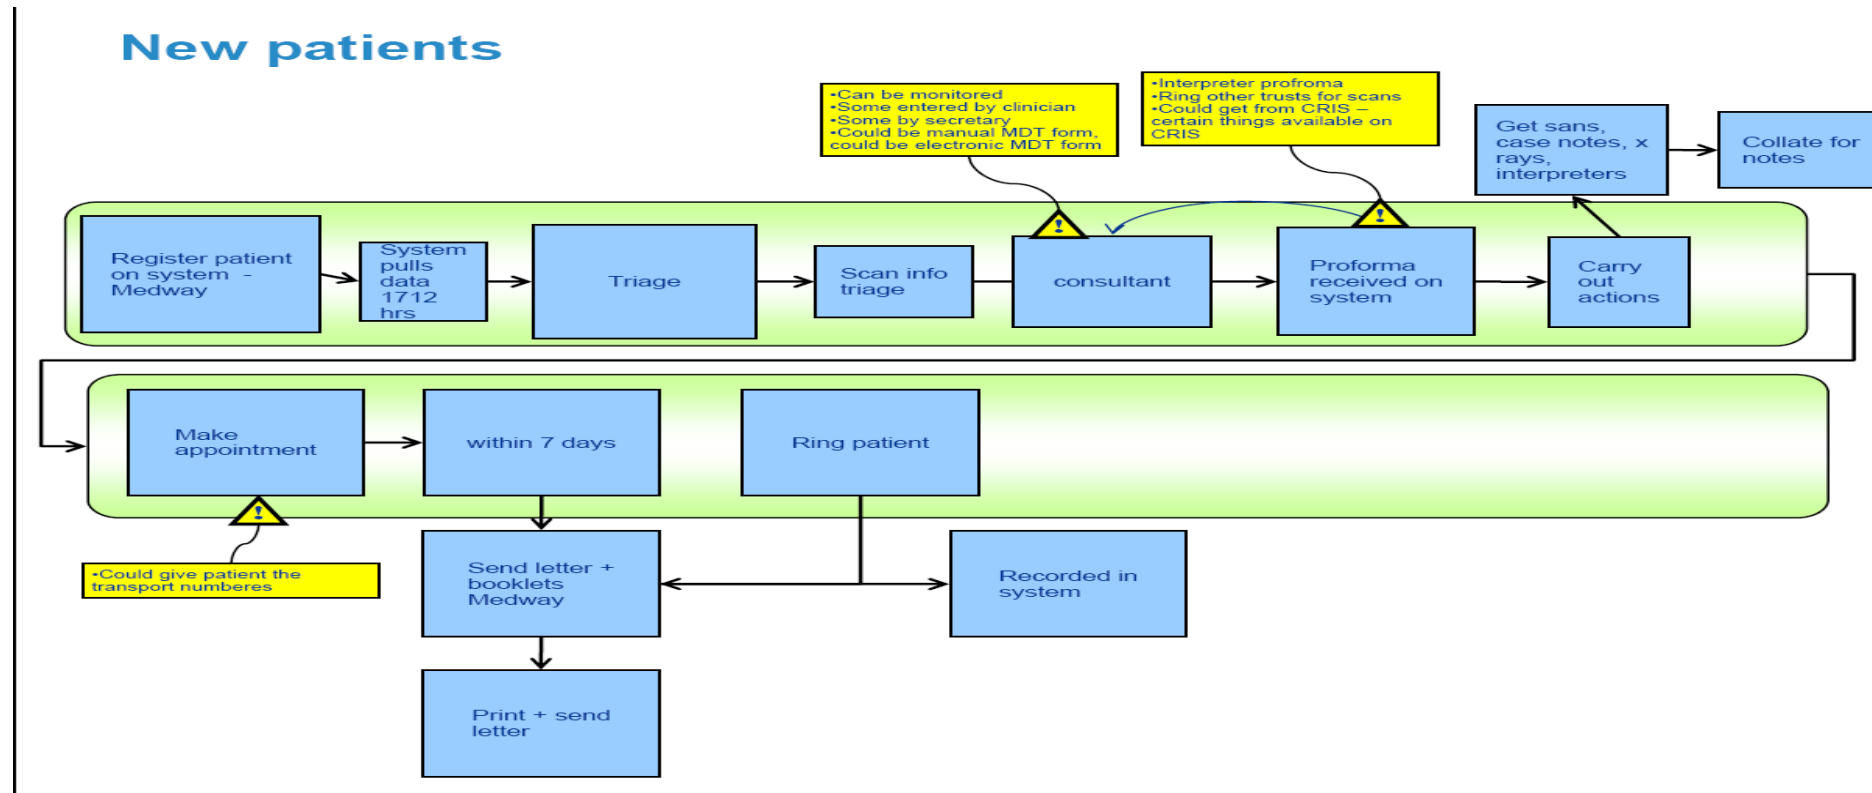 New patients
•Can be monitored
•Some entered by clinician
•Some by secretary
•Could be manual MDT form,
could be electronic MDT form
•Interpreter profroma
•Ring other trusts for scans
•Could get from CRIS –
certain things available on
CRIS
Get sans,
case notes, x
rays,
interpreters
Collate for
notes
Register patient
on system  -
Medway
System
pulls
data
1712
hrs
Triage
Scan info
triage
!
consultant
!
Proforma
received on
system
Carry
out
actions
Make
appointment
within 7 days
Ring patient
!
•Could give patient the
transport numberes
Send letter +
booklets
Medway
Recorded in
system
Print + send
letter